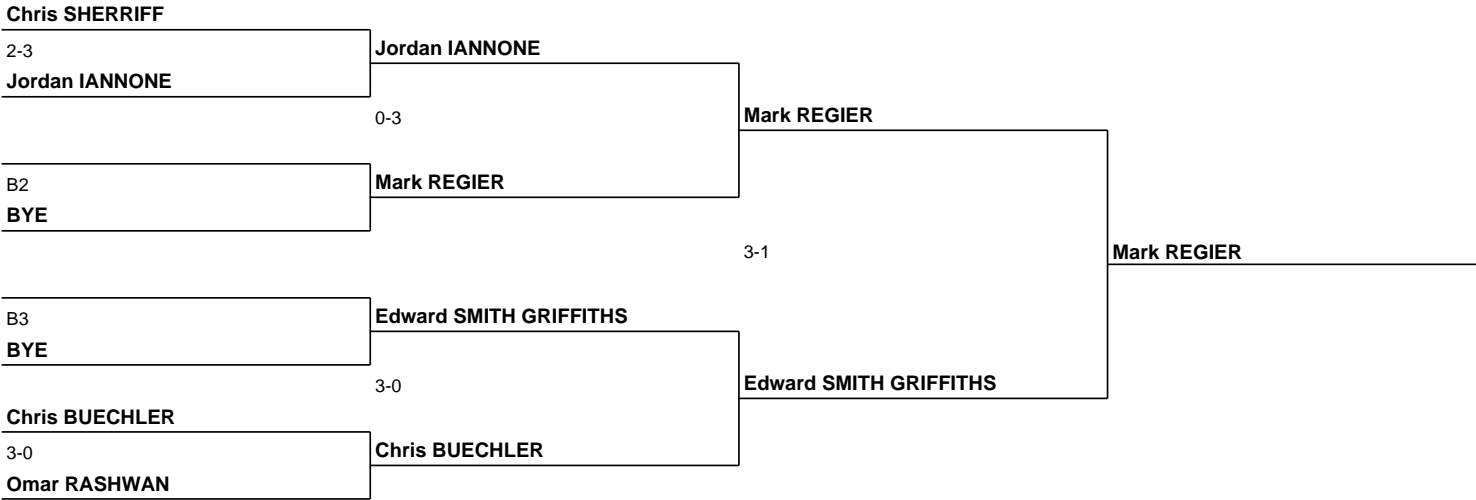 Chris SHERRIFF
2-3
Jordan IANNONE
Jordan IANNONE
0-3
Mark REGIER
B2
Mark REGIER
BYE
3-1
Mark REGIER
B3
Edward SMITH GRIFFITHS
BYE
3-0
Edward SMITH GRIFFITHS
Chris BUECHLER
3-0
Chris BUECHLER
Omar RASHWAN